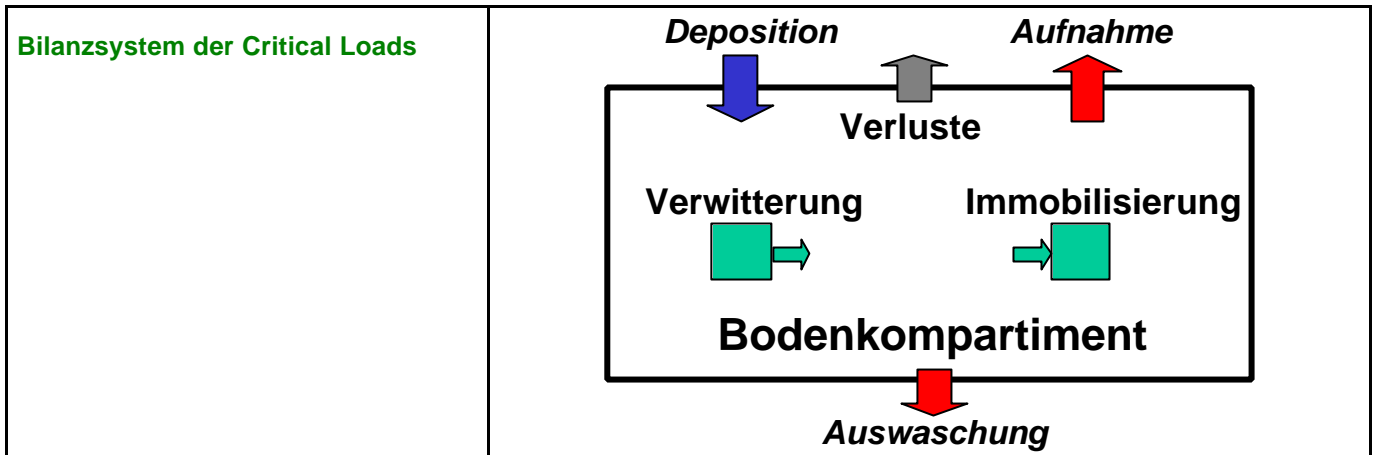 Bilanzsystem der Critical Loads
Deposition Aufnahme
Verluste
Verwitterung Immobilisierung
Bodenkompartiment
Auswaschung